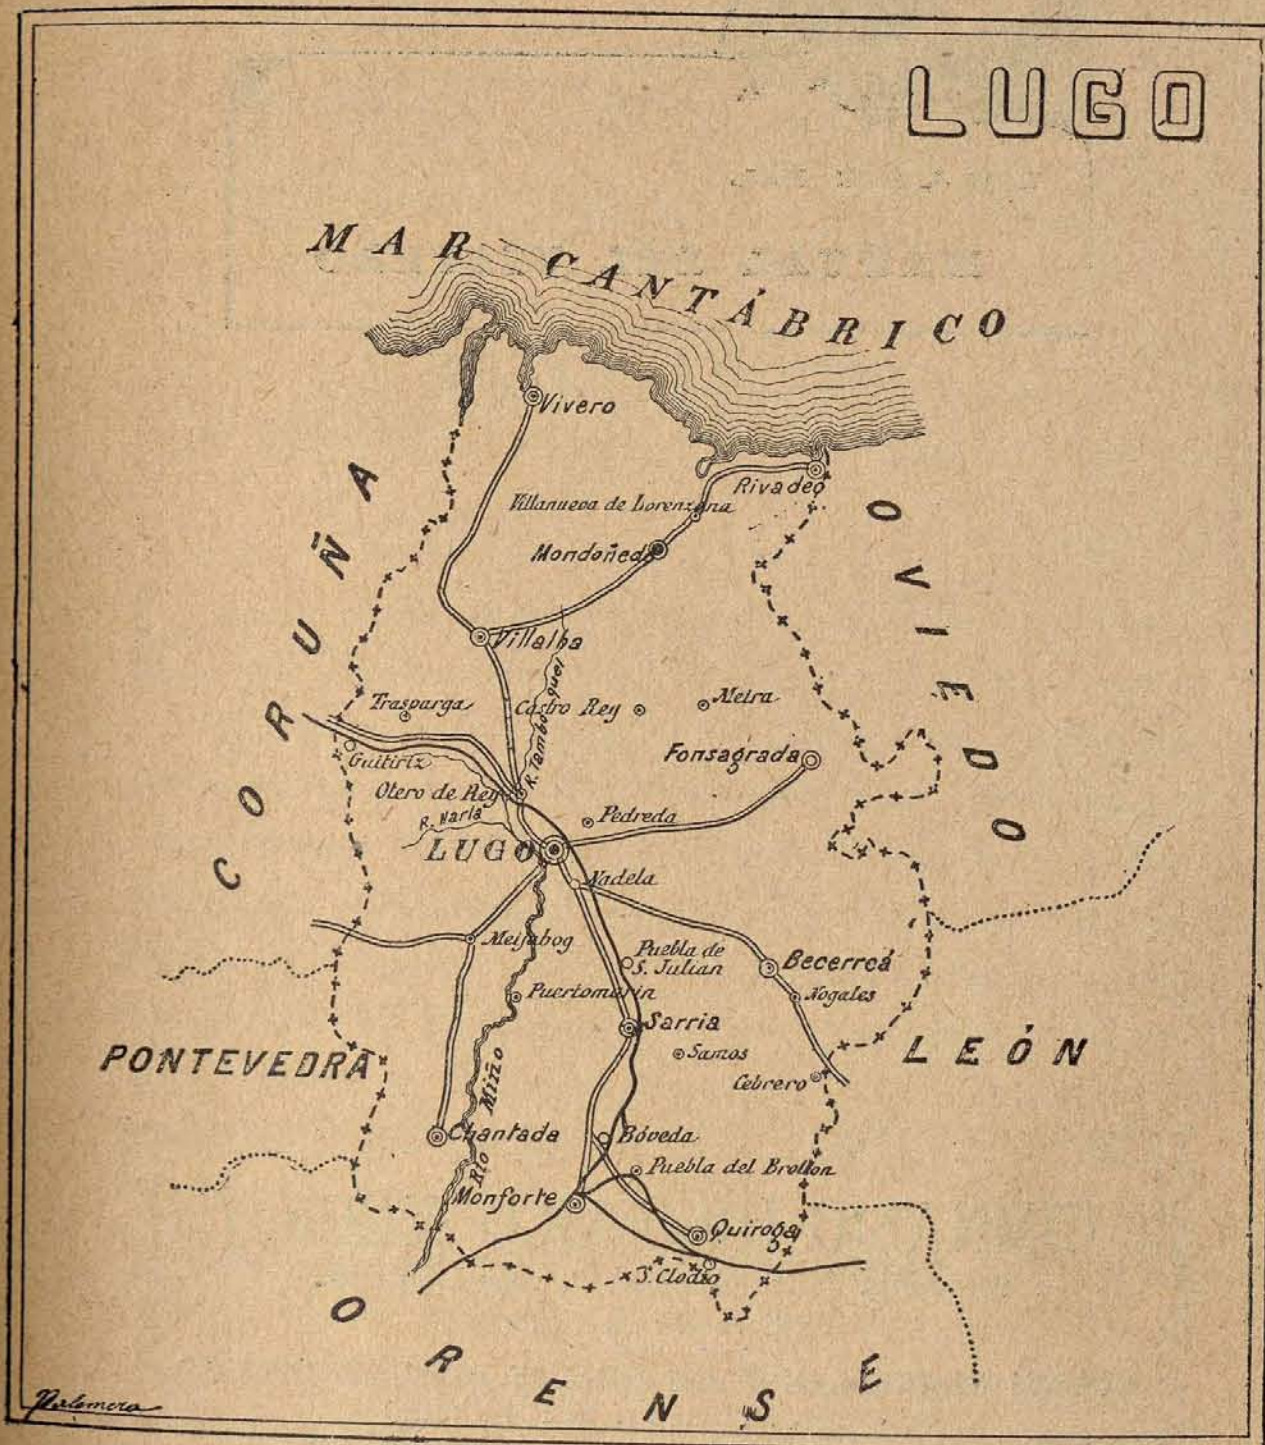 LUGO
MAR CANTÁBRICO
Vivero
Rivadeo
Villanueva de Lorenzana
Mondoñedo
CORUÑA
OVIEDO
Villalba
R. Tamboguei
Trasparga
Castro Rey
Meira
Guitiriz
Fonsagrada
Otero de Rey
R. Narla
Pedreda
LUGO
Nadela
Meijabog
Puebla de
S. Julian
Becerreá
Nogales
Puertomarin
Sarria
PONTEVEDRA
LEÓN
Samos
Cebrero
Rio Miño
Chantada
Bóveda
Puebla del Brollon
Monforte
Quiroga
S. Clodio
ORENSE
Palomera